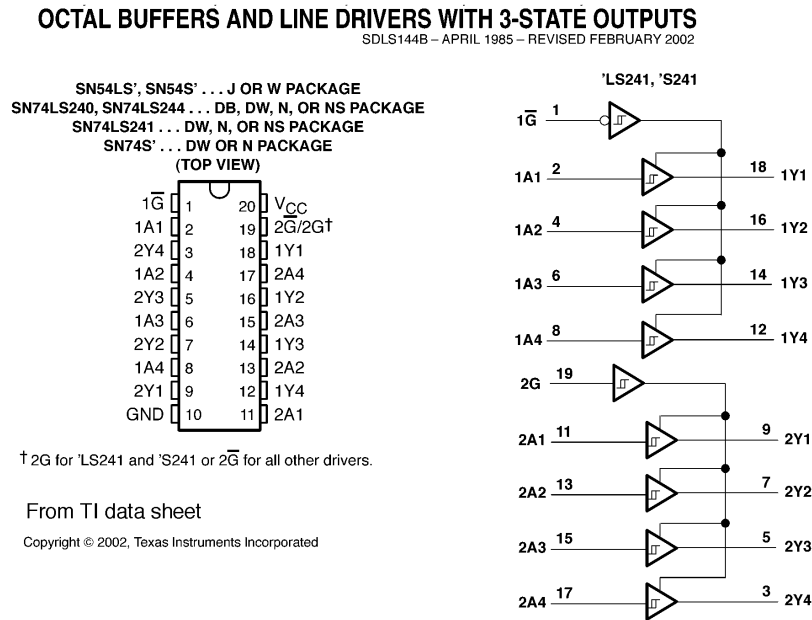 OCTAL BUFFERS AND LINE DRIVERS WITH 3-STATE OUTPUTS
SDLS144B – APRIL 1985 – REVISED FEBRUARY 2002
SN54LS', SN54S' . . . J OR W PACKAGE
SN74LS240, SN74LS244 . . . DB, DW, N, OR NS PACKAGE
SN74LS241 . . . DW, N, OR NS PACKAGE
SN74S' . . . DW OR N PACKAGE
(TOP VIEW)
1G̅ 1 20 VCC
1A1 2 19 2G̅/2G†
2Y4 3 18 1Y1
1A2 4 17 2A4
2Y3 5 16 1Y2
1A3 6 15 2A3
2Y2 7 14 1Y3
1A4 8 13 2A2
2Y1 9 12 1Y4
GND 10 11 2A1
† 2G for 'LS241 and 'S241 or 2G̅ for all other drivers.
From TI data sheet
Copyright © 2002, Texas Instruments Incorporated
'LS241, 'S241
1G̅ 1
1A1 2 18 1Y1
1A2 4 16 1Y2
1A3 6 14 1Y3
1A4 8 12 1Y4
2G 19
2A1 11 9 2Y1
2A2 13 7 2Y2
2A3 15 5 2Y3
2A4 17 3 2Y4